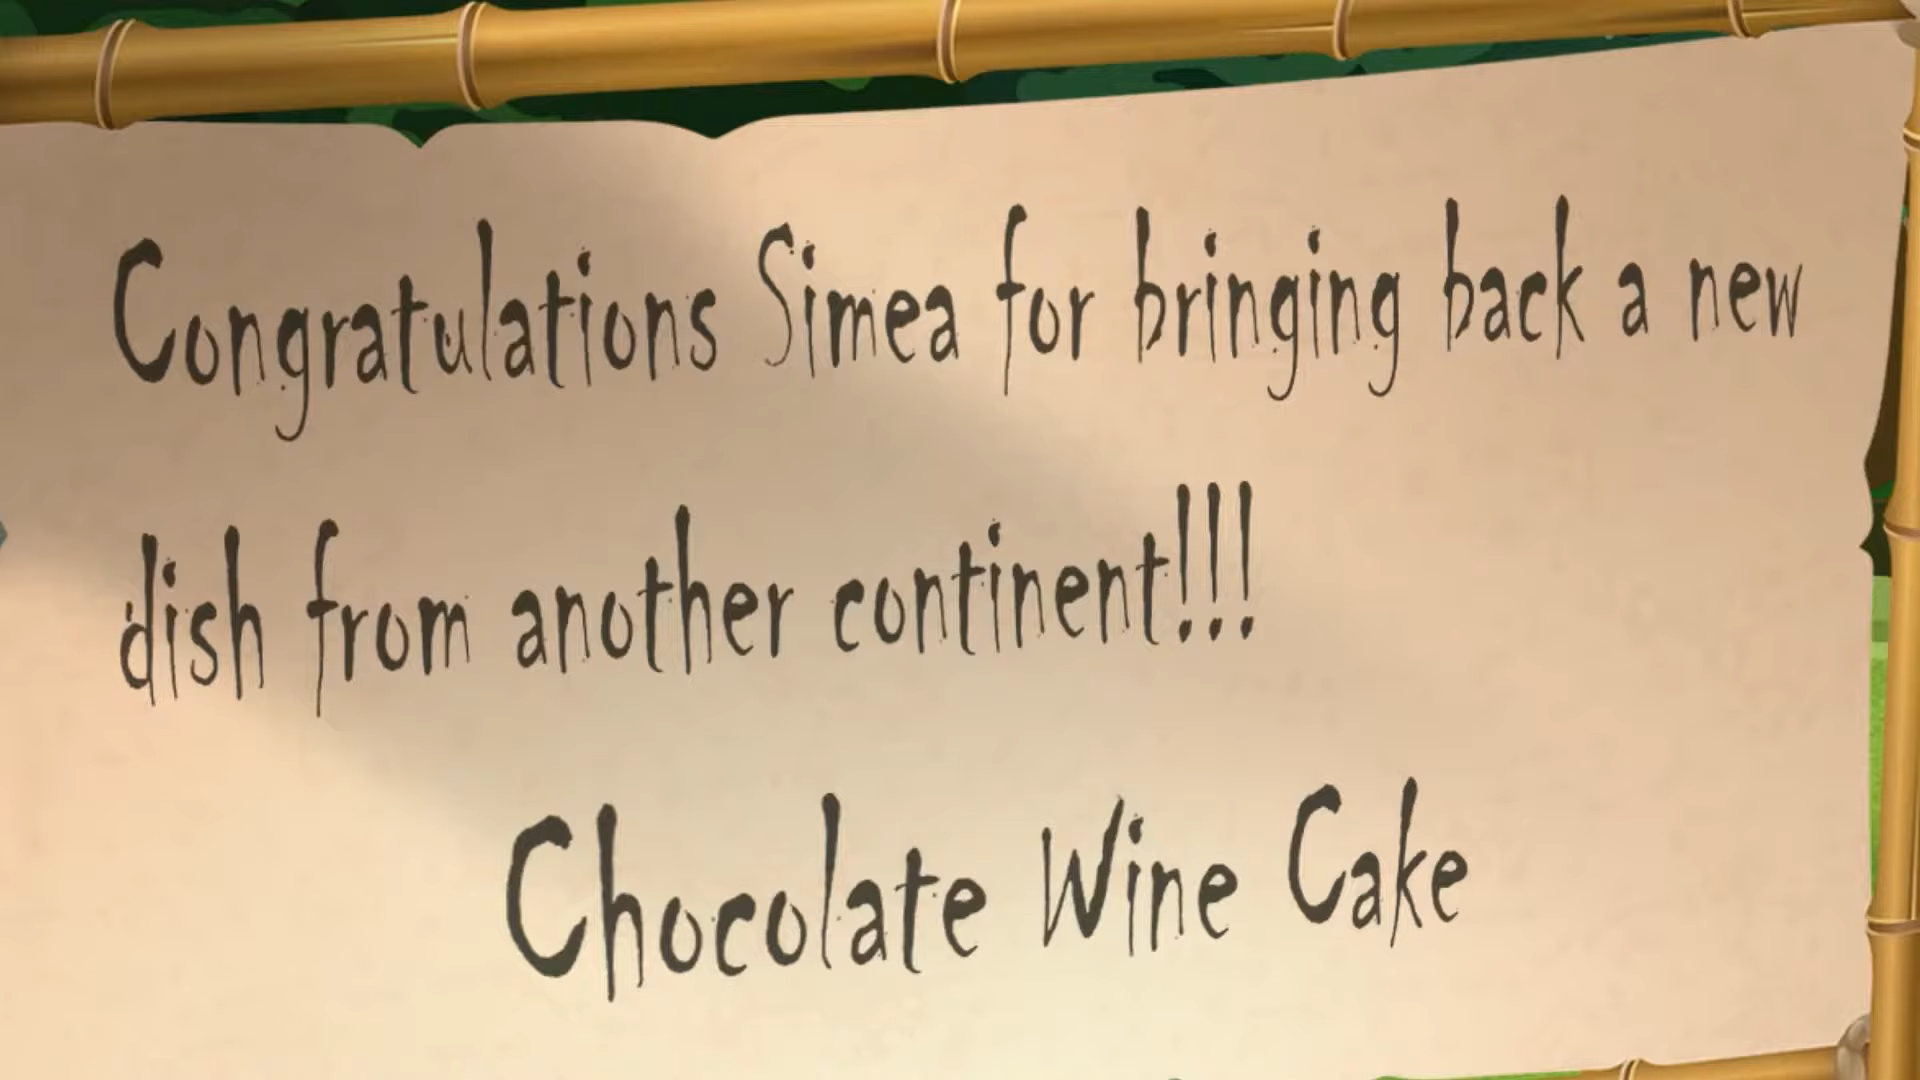 Congratulations Simea for bringing back a new
dish from another continent!!!
Chocolate Wine Cake